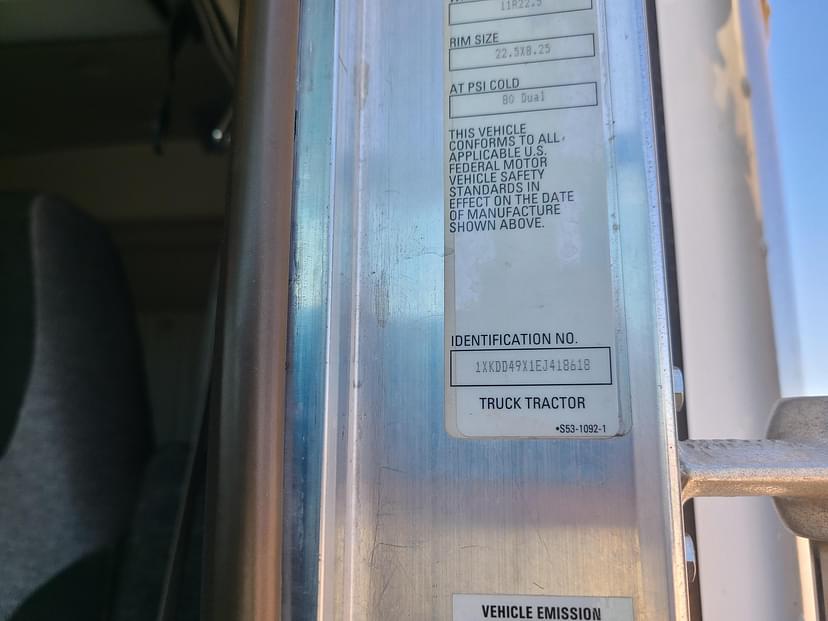 11R22.5
RIM SIZE
22.5X8.25
AT PSI COLD
80 Dual
THIS VEHICLE
CONFORMS TO ALL
APPLICABLE U.S.
FEDERAL MOTOR
VEHICLE SAFETY
STANDARDS IN
EFFECT ON THE DATE
OF MANUFACTURE
SHOWN ABOVE.
IDENTIFICATION NO.
1XKDD49X1EJ418618
TRUCK TRACTOR
•S53-1092-1
VEHICLE EMISSION